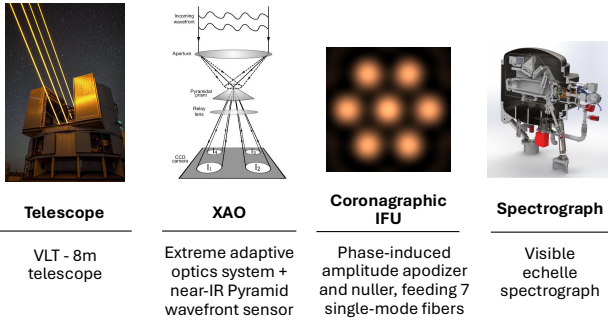 Incoming
wavefront
Aperture
Pyramidal
prism
Relay
lens
CCD
camera
I₁
I₂
Telescope
XAO
Coronagraphic
IFU
Spectrograph
VLT - 8m
telescope
Extreme adaptive
optics system +
near-IR Pyramid
wavefront sensor
Phase-induced
amplitude apodizer
and nuller, feeding 7
single-mode fibers
Visible
echelle
spectrograph